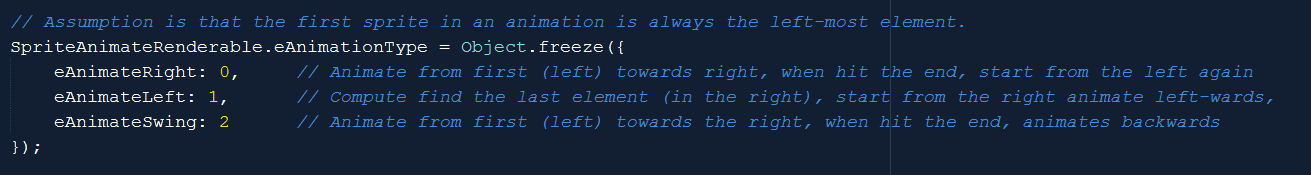 // Assumption is that the first sprite in an animation is always the left-most element.
SpriteAnimateRenderable.eAnimationType = Object.freeze({
    eAnimateRight: 0,     // Animate from first (left) towards right, when hit the end, start from the left again
    eAnimateLeft: 1,      // Compute find the last element (in the right), start from the right animate left-wards,
    eAnimateSwing: 2      // Animate from first (left) towards the right, when hit the end, animates backwards
});